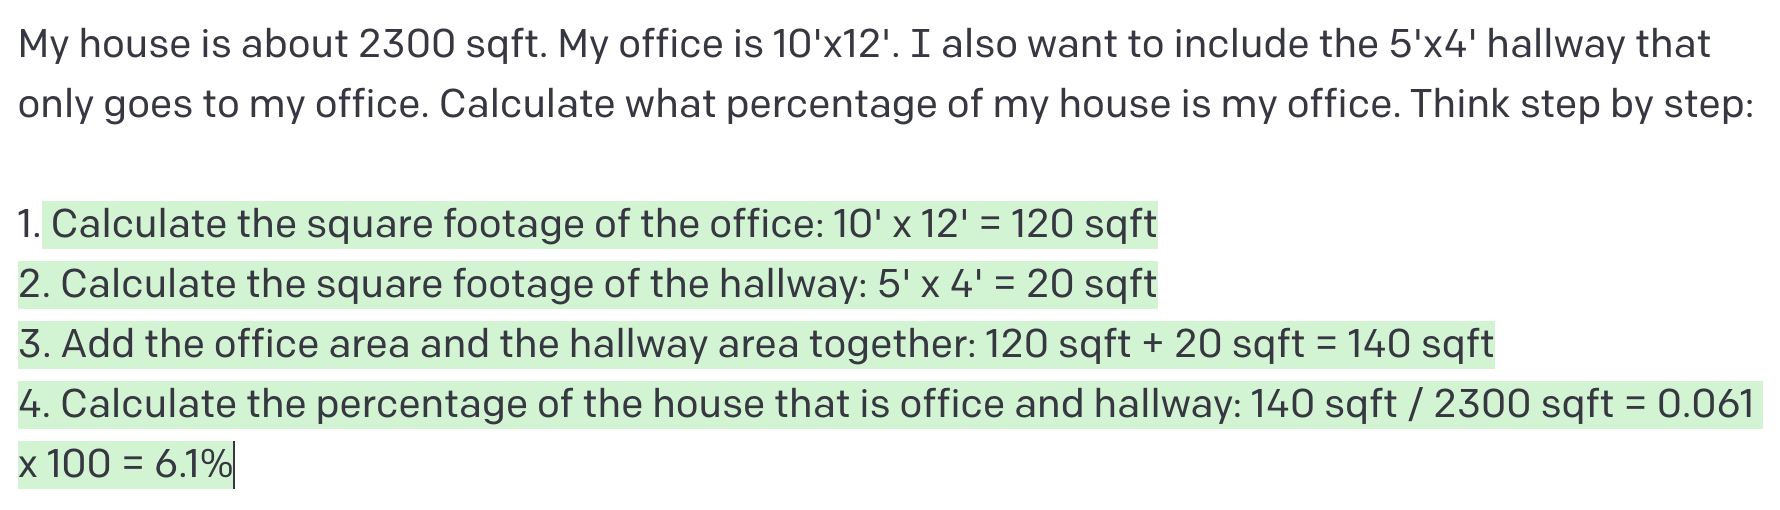 My house is about 2300 sqft. My office is 10'x12'. I also want to include the 5'x4' hallway that
only goes to my office. Calculate what percentage of my house is my office. Think step by step:
1. Calculate the square footage of the office: 10' x 12' = 120 sqft
2. Calculate the square footage of the hallway: 5' x 4' = 20 sqft
3. Add the office area and the hallway area together: 120 sqft + 20 sqft = 140 sqft
4. Calculate the percentage of the house that is office and hallway: 140 sqft / 2300 sqft = 0.061
x 100 = 6.1%